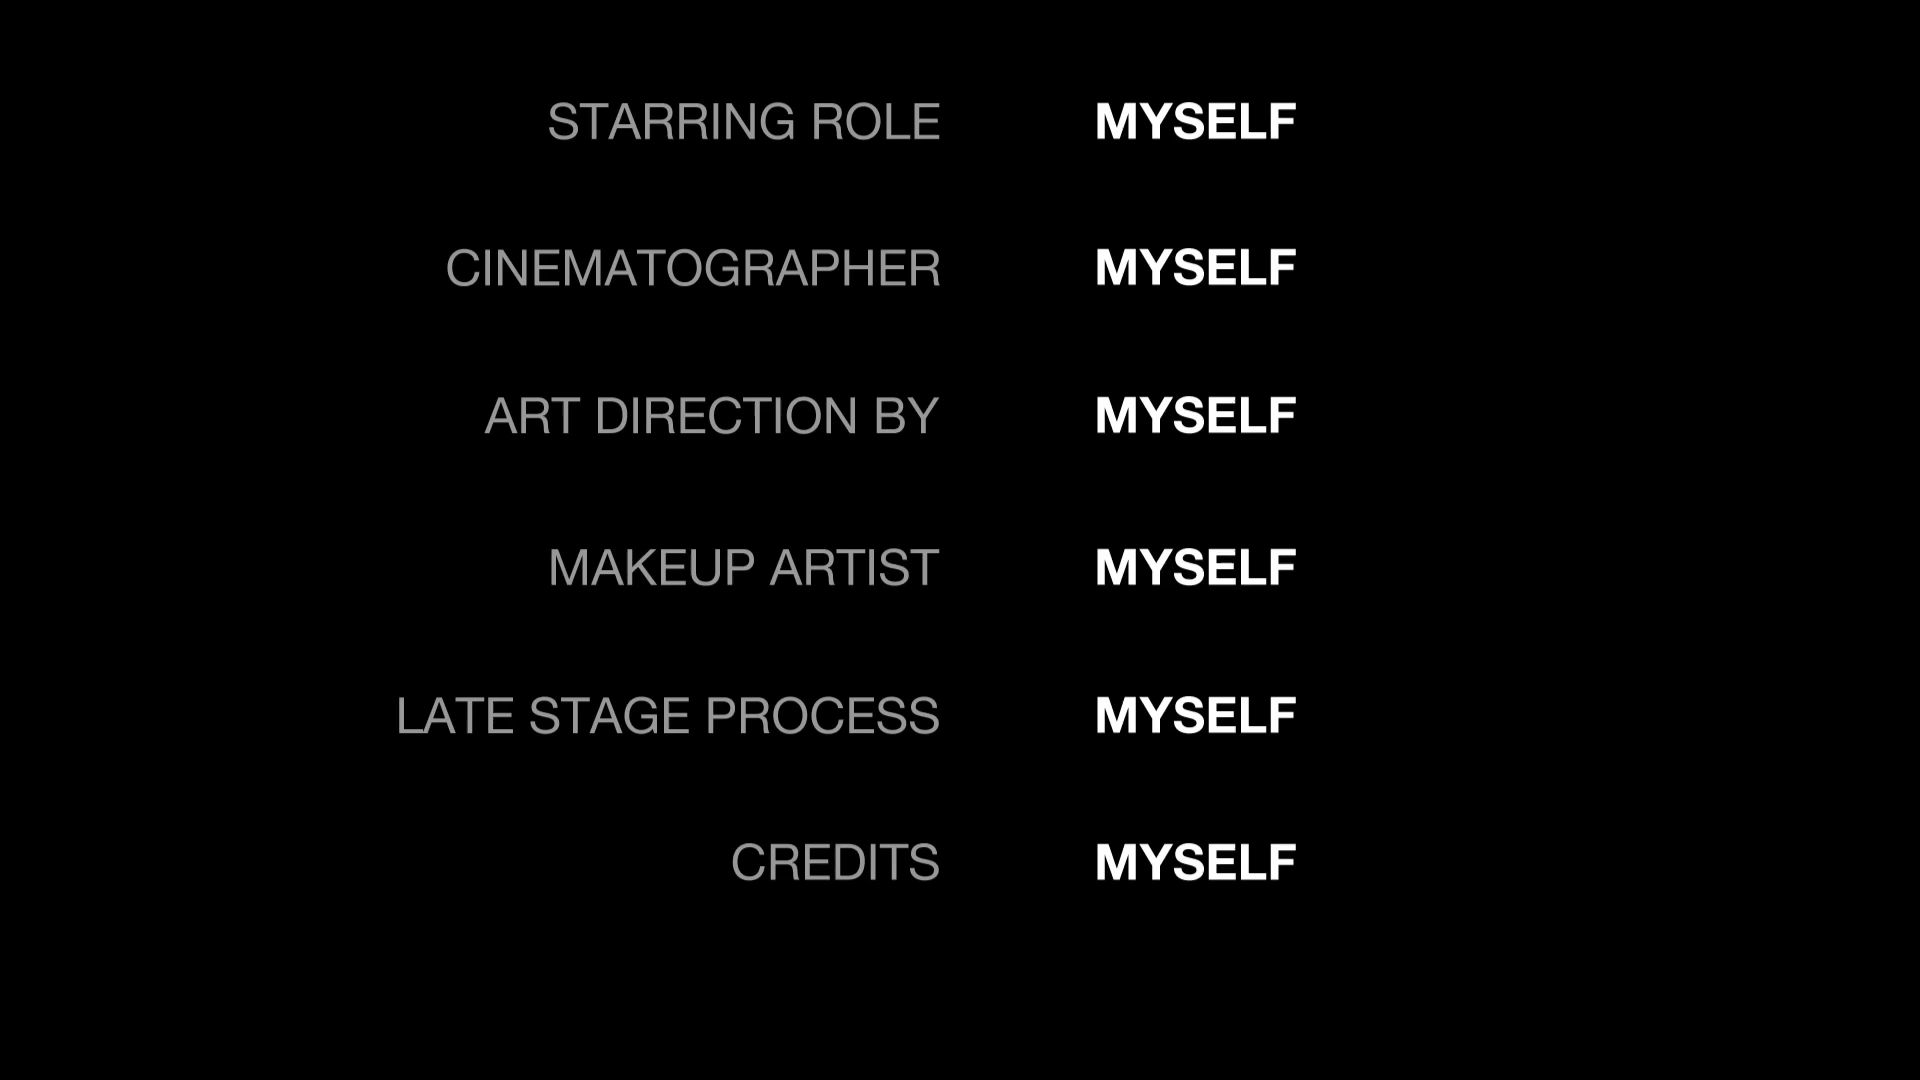 STARRING ROLE MYSELF
CINEMATOGRAPHER MYSELF
ART DIRECTION BY MYSELF
MAKEUP ARTIST MYSELF
LATE STAGE PROCESS MYSELF
CREDITS MYSELF